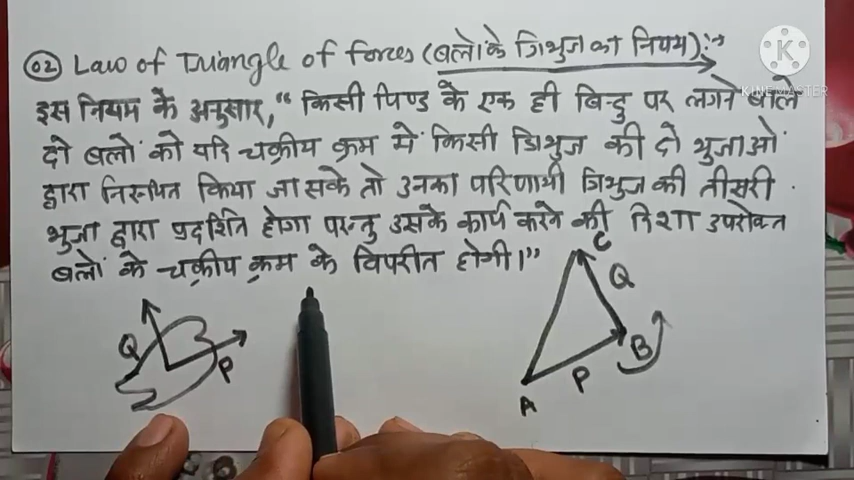 02 Law of Triangle of forces (बलो के त्रिभुज का नियम):→
इस नियम के अनुसार, “किसी पिण्ड के एक ही बिन्दु पर लगने वाले
दो बलों को यदि चक्रीय क्रम में किसी त्रिभुज की दो भुजाओं
द्वारा निरूपित किया जा सके तो उनका परिणामी त्रिभुज की तीसरी
भुजा द्वारा प्रदर्शित होगा परन्तु उसके कार्य करने की दिशा उपरोक्त
बलों के चक्रीय क्रम के विपरीत होगी।”
Q
P
C
Q
B
P
A
K
KINEMASTER